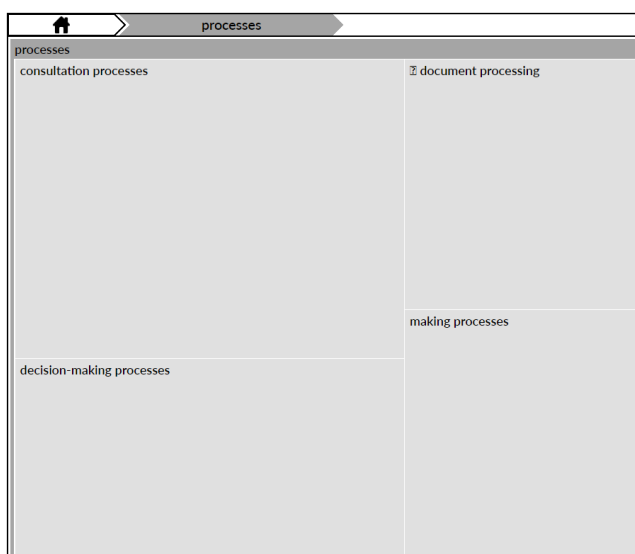 processes
processes
consultation processes
document processing
making processes
decision-making processes